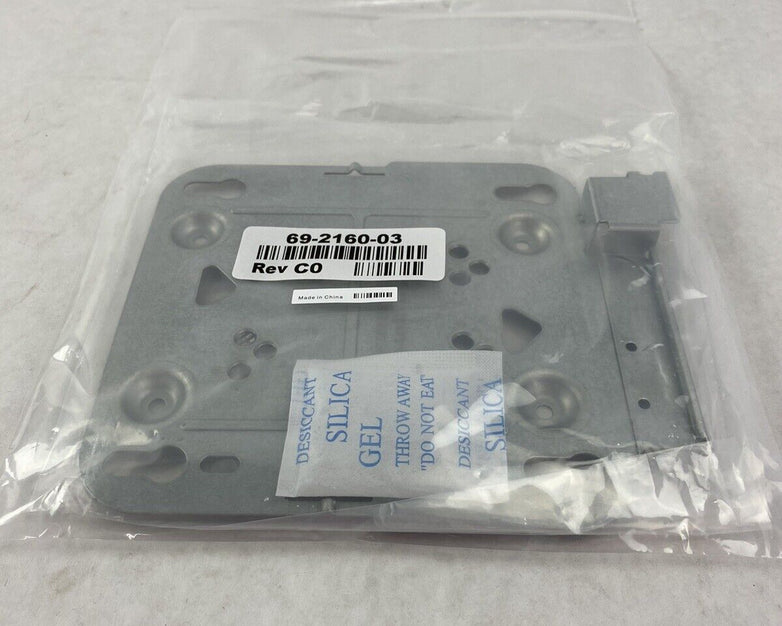 69-2160-03
Rev C0
Made in China
DESICCANT
SILICA
GEL
THROW AWAY
"DO NOT EAT"
DESICCANT
SILICA